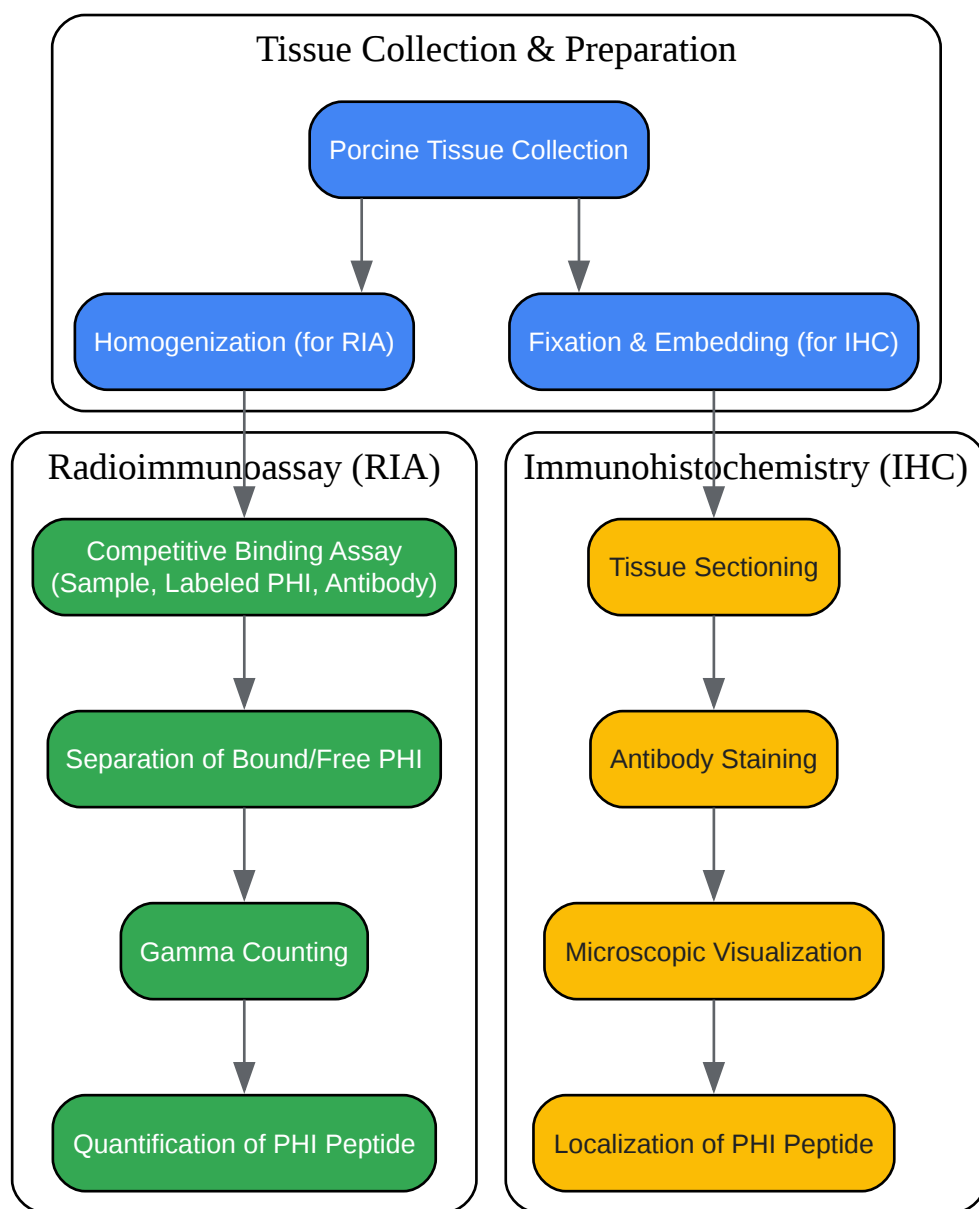 Tissue Collection & Preparation
Porcine Tissue Collection
Homogenization (for RIA)
Fixation & Embedding (for IHC)
Radioimmunoassay (RIA)
Competitive Binding Assay
(Sample, Labeled PHI, Antibody)
Separation of Bound/Free PHI
Gamma Counting
Quantification of PHI Peptide
Immunohistochemistry (IHC)
Tissue Sectioning
Antibody Staining
Microscopic Visualization
Localization of PHI Peptide